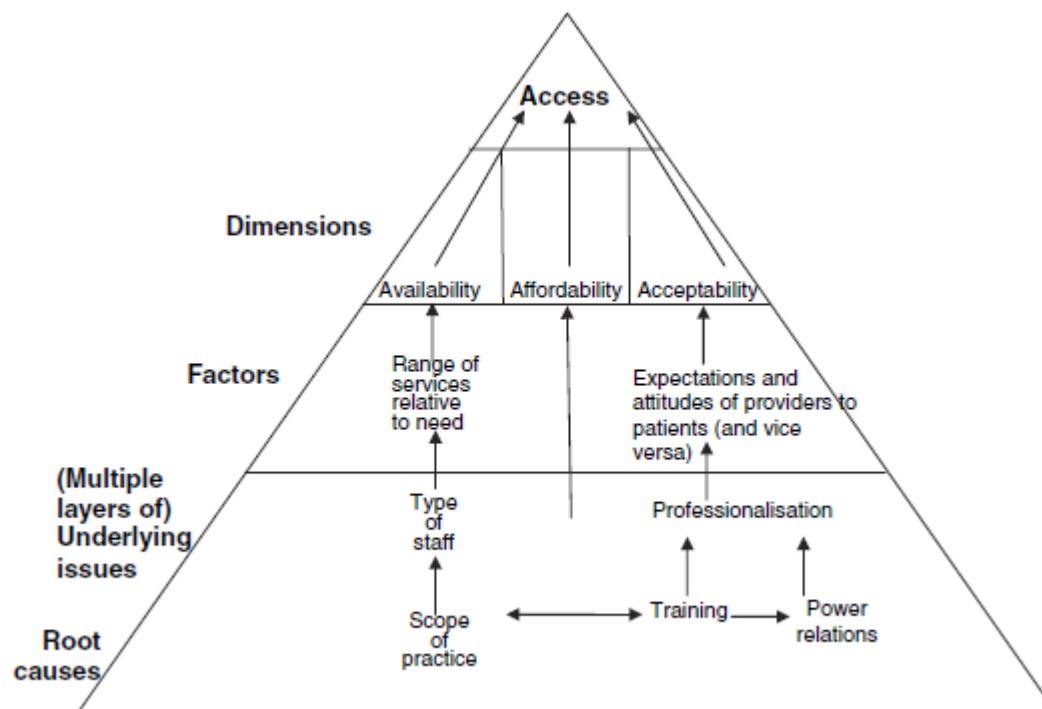 Access
Dimensions
Availability
Affordability
Acceptability
Factors
Range of
services
relative
to need
Expectations and
attitudes of providers to
patients (and vice
versa)
(Multiple
layers of)
Underlying
issues
Type
of
staff
Professionalisation
Root
causes
Scope
of
practice
Training
Power
relations